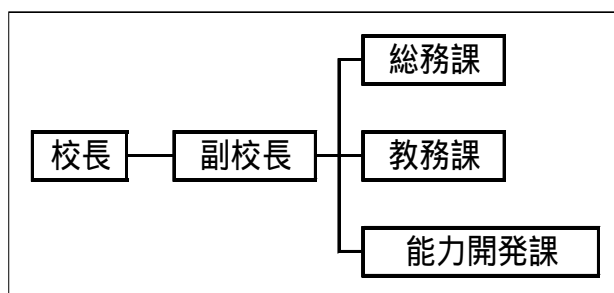 総務課
校長
副校長
教務課
能力開発課